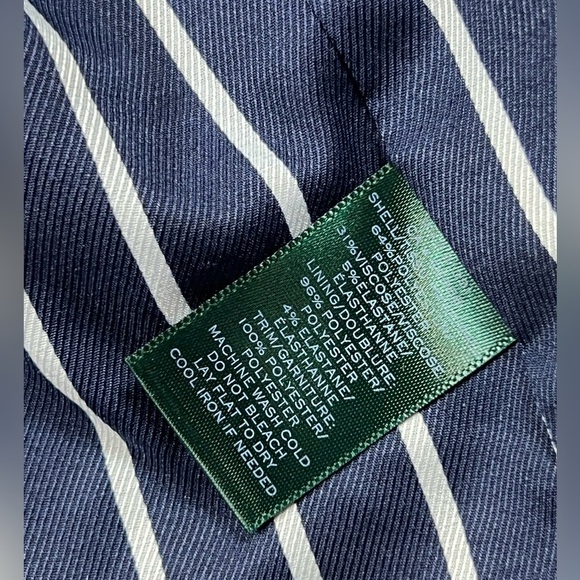 SHELL/
64% POLYESTER/
POLYESTER
31% VISCOSE/VISCOSE
5% ELASTANE/
ELASTHANNE
LINING/DOUBLURE:
96% POLYESTER/
POLYESTER
4% ELASTANE/
ELASTHANNE
TRIM/GARNITURE:
100% POLYESTER/
POLYESTER
MACHINE WASH COLD
DO NOT BLEACH
LAY FLAT TO DRY
COOL IRON IF NEEDED